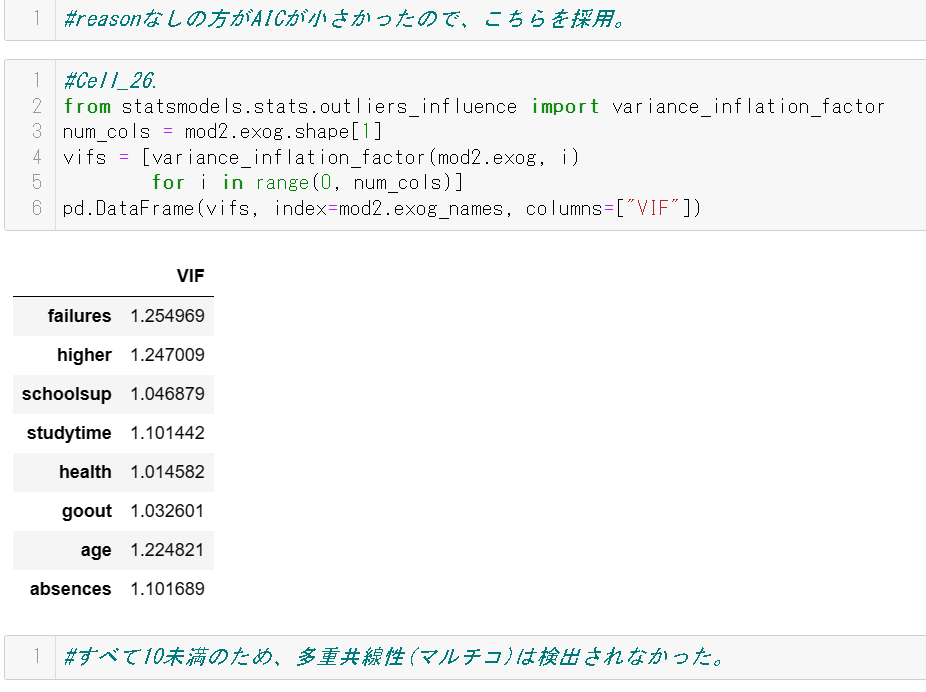 1 #reasonなしの方がAICが小さかったので、こちらを採用。
1 #Cell_26.
2 from statsmodels.stats.outliers_influence import variance_inflation_factor
3 num_cols = mod2.exog.shape[1]
4 vifs = [variance_inflation_factor(mod2.exog, i)
5 for i in range(0, num_cols)]
6 pd.DataFrame(vifs, index=mod2.exog_names, columns=["VIF"])
VIF
failures 1.254969
higher 1.247009
schoolsup 1.046879
studytime 1.101442
health 1.014582
goout 1.032601
age 1.224821
absences 1.101689
1 #すべて10未満のため、多重共線性(マルチコ)は検出されなかった。